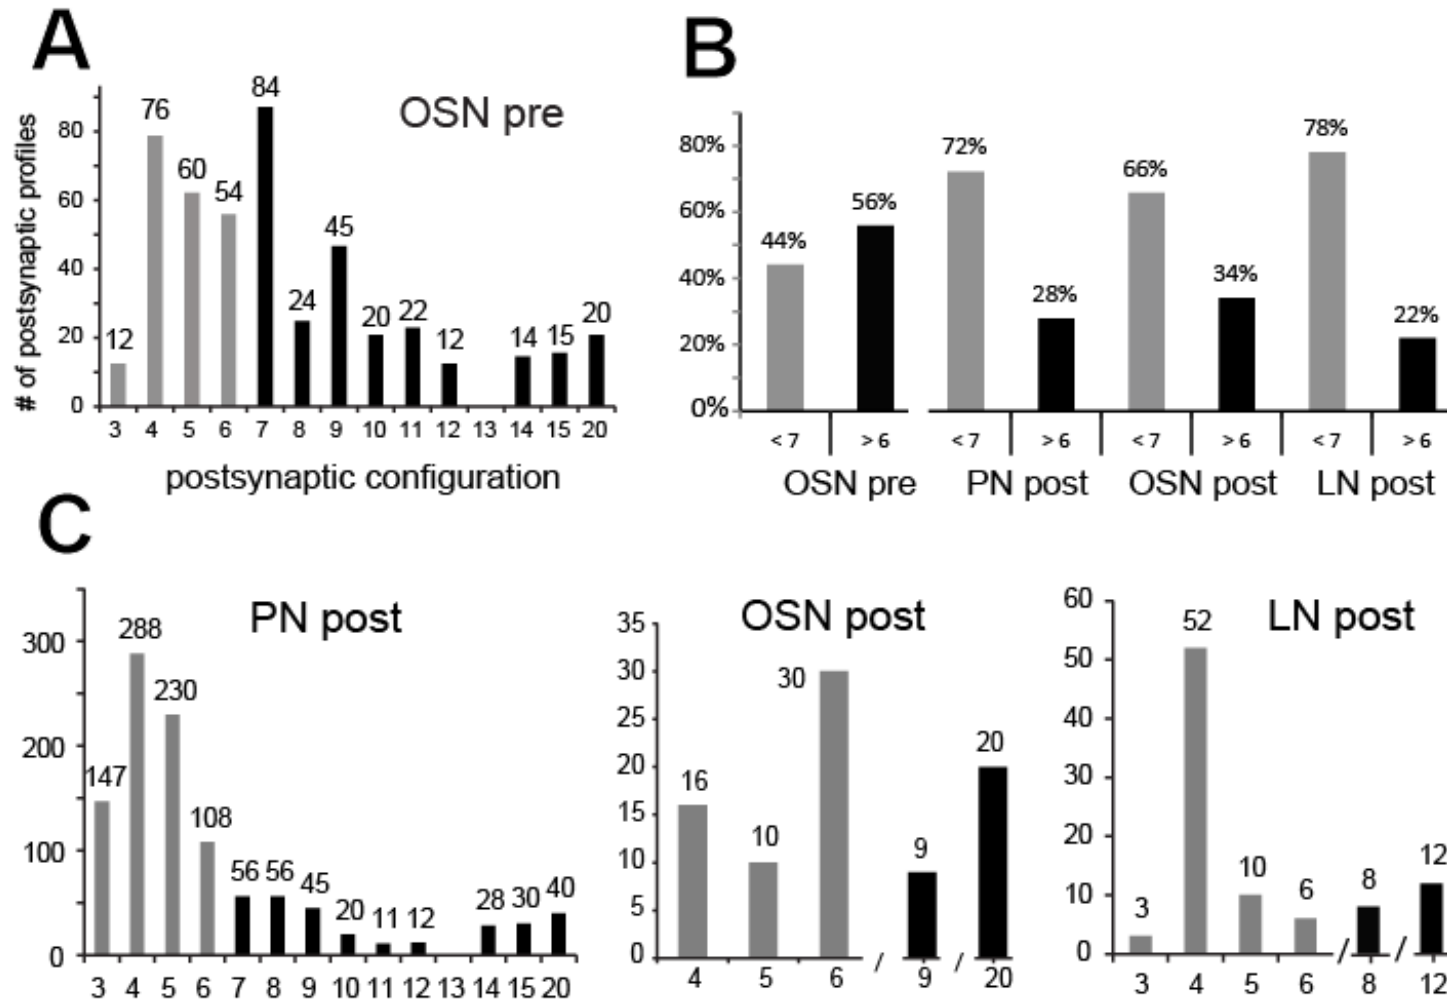 A
OSN pre
# of postsynaptic profiles
80
60
40
20
0
12 76 60 54 84 24 45 20 22 12 14 15 20
3 4 5 6 7 8 9 10 11 12 13 14 15 20
postsynaptic configuration
B
80%
60%
40%
20%
0%
44% 56% 72% 28% 66% 34% 78% 22%
< 7 > 6 < 7 > 6 < 7 > 6 < 7 > 6
OSN pre PN post OSN post LN post
C
PN post
300
200
100
0
147 288 230 108 56 56 45 20 11 12 28 30 40
3 4 5 6 7 8 9 10 11 12 13 14 15 20
OSN post
35
30
25
20
15
10
5
0
16 10 30 9 20
4 5 6 / 9 / 20
LN post
60
50
40
30
20
10
0
3 52 10 6 8 12
3 4 5 6 / 8 / 12